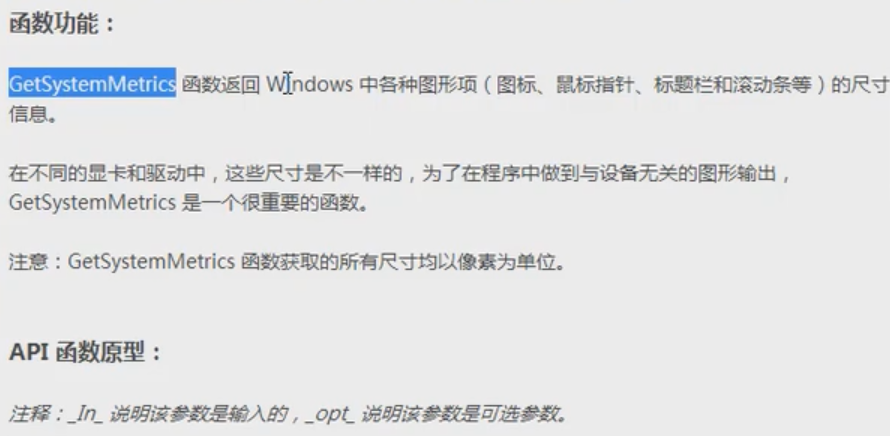 函数功能：
GetSystemMetrics 函数返回 Windows 中各种图形项（图标、鼠标指针、标题栏和滚动条等）的尺寸
信息。
在不同的显卡和驱动中，这些尺寸是不一样的，为了在程序中做到与设备无关的图形输出，
GetSystemMetrics 是一个很重要的函数。
注意：GetSystemMetrics 函数获取的所有尺寸均以像素为单位。
API 函数原型：
注释：_In_ 说明该参数是输入的，_opt_ 说明该参数是可选参数。